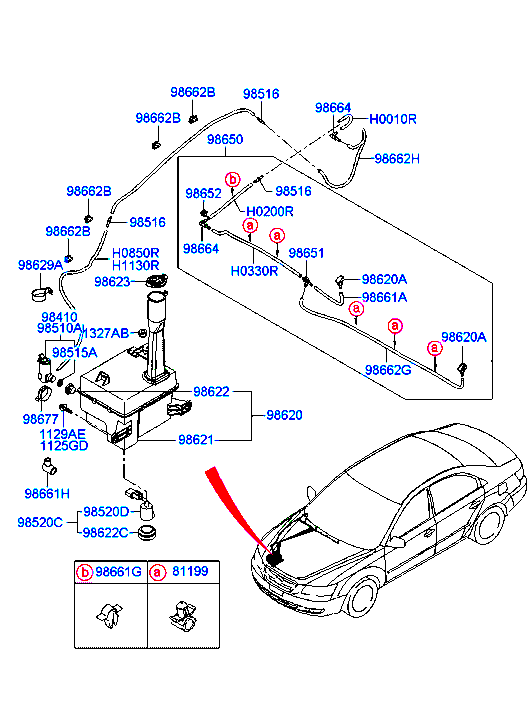 98662B
98516
98662B
98664
H0010R
98650
98662H
98662B
98652
b
98516
98516
H0200R
98662B
a
a
98664
98651
H0850R
H1130R
98629A
98623
H0330R
98620A
98661A
98410
98510A
1327AB
a
a
98620A
98515A
a
98662G
98622
98677
98620
1129AE
1125GD
98621
98661H
98520D
98520C
98622C
b 98661G
a 81199